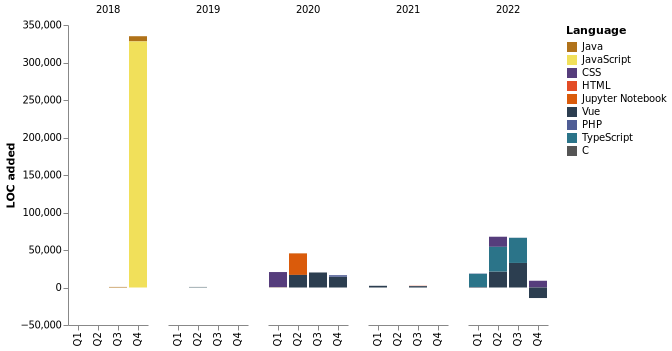 2018 2019 2020 2021 2022
Language
Java
JavaScript
CSS
HTML
Jupyter Notebook
Vue
PHP
TypeScript
C
LOC added
350,000
300,000
250,000
200,000
150,000
100,000
50,000
0
−50,000
Q1 Q2 Q3 Q4 Q1 Q2 Q3 Q4 Q1 Q2 Q3 Q4 Q1 Q2 Q3 Q4 Q1 Q2 Q3 Q4